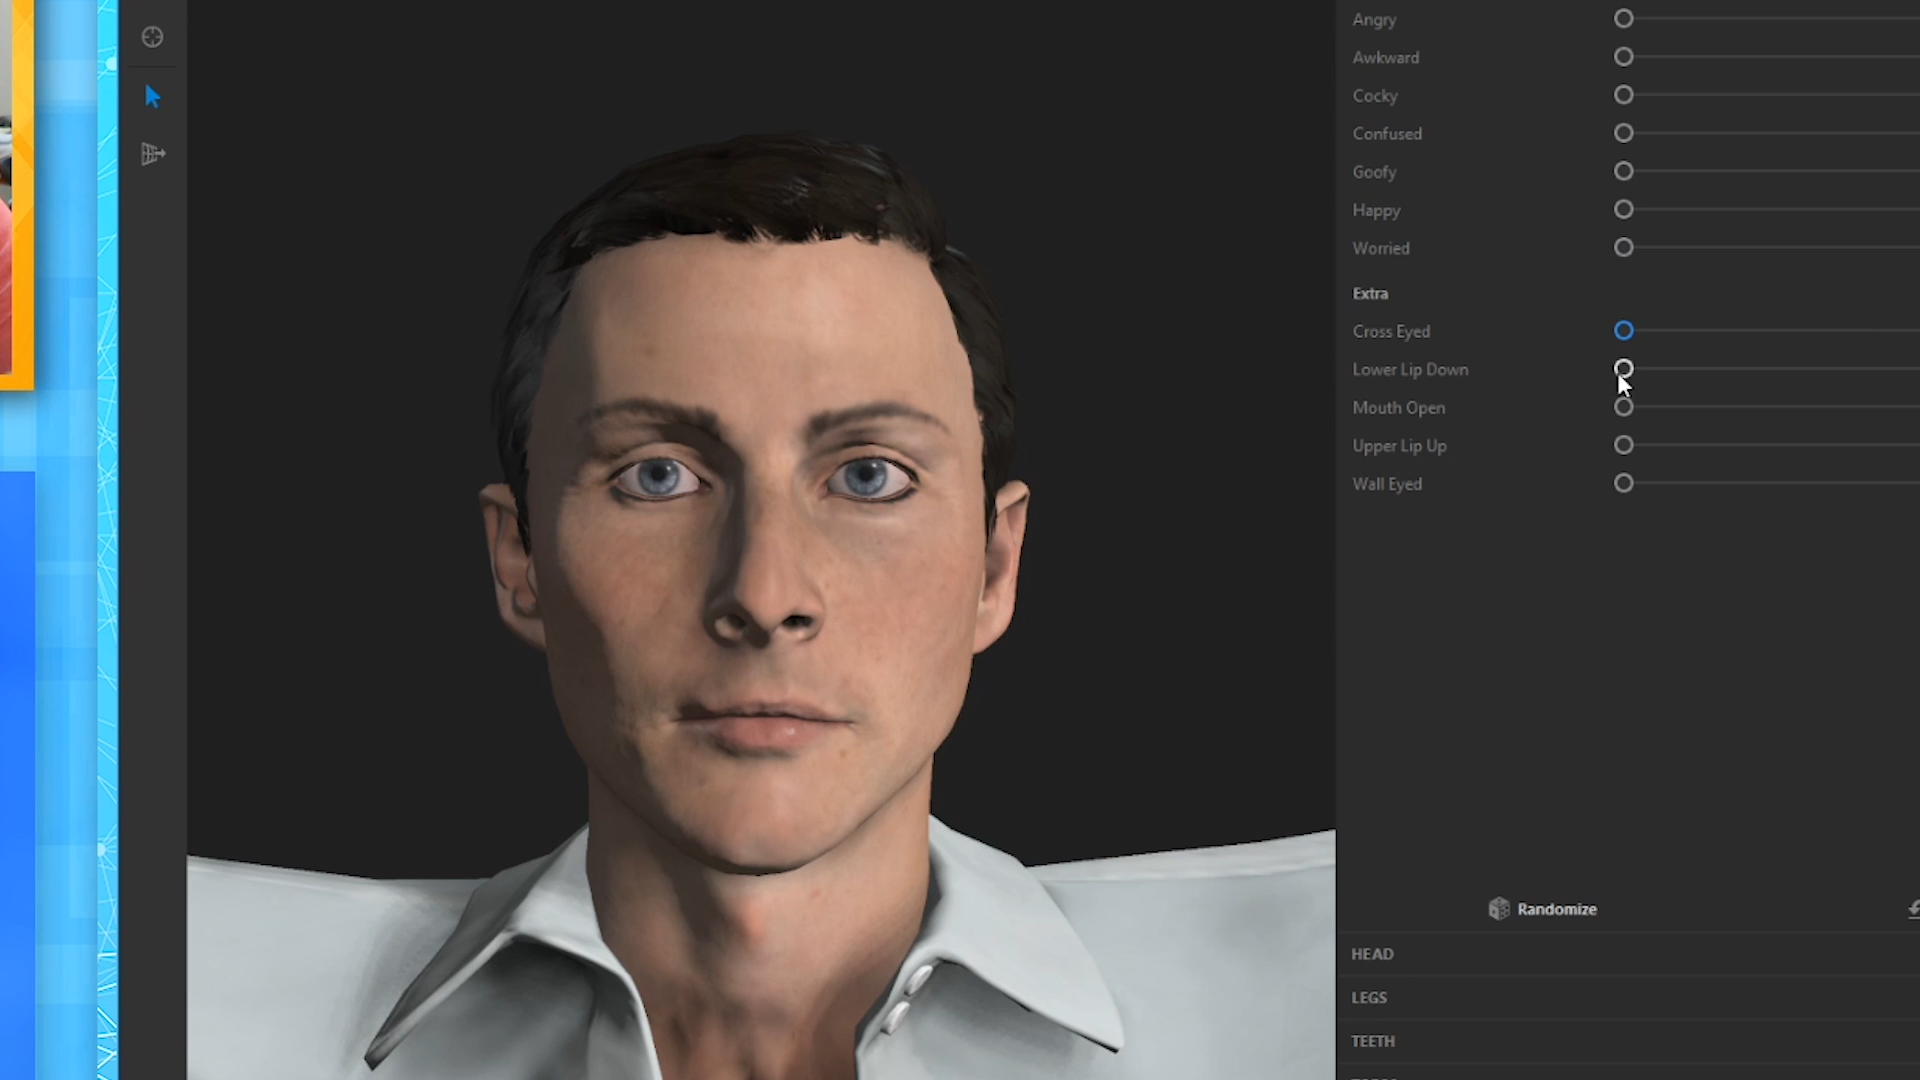 Angry
Awkward
Cocky
Confused
Goofy
Happy
Worried
Extra
Cross Eyed
Lower Lip Down
Mouth Open
Upper Lip Up
Wall Eyed
Randomize
HEAD
LEGS
TEETH